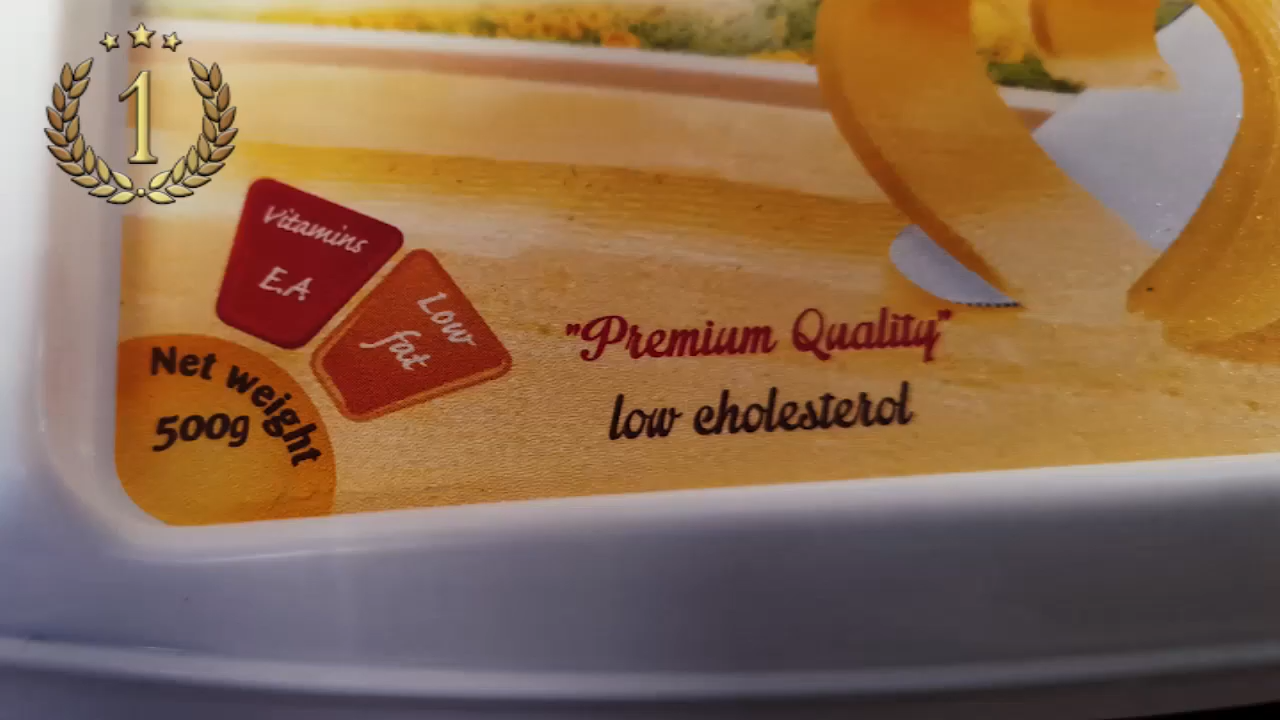 1
Vitamins
E.A
Low
fat
Net weight
500g
"Premium Quality"
low cholesterol